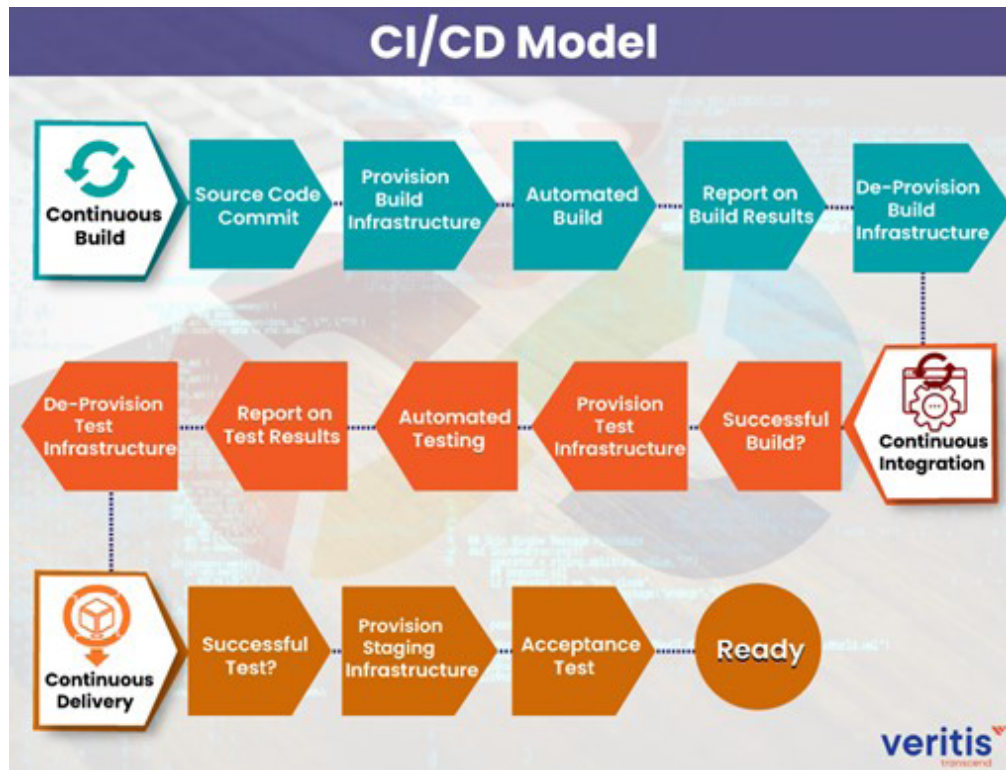 CI/CD Model
Continuous
Build
Source Code
Commit
Provision
Build
Infrastructure
Automated
Build
Report on
Build Results
De-Provision
Build
Infrastructure
Continuous
Integration
Successful
Build?
Provision
Test
Infrastructure
Automated
Testing
Report on
Test Results
De-Provision
Test
Infrastructure
Continuous
Delivery
Successful
Test?
Provision
Staging
Infrastructure
Acceptance
Test
Ready
veritis
transcend